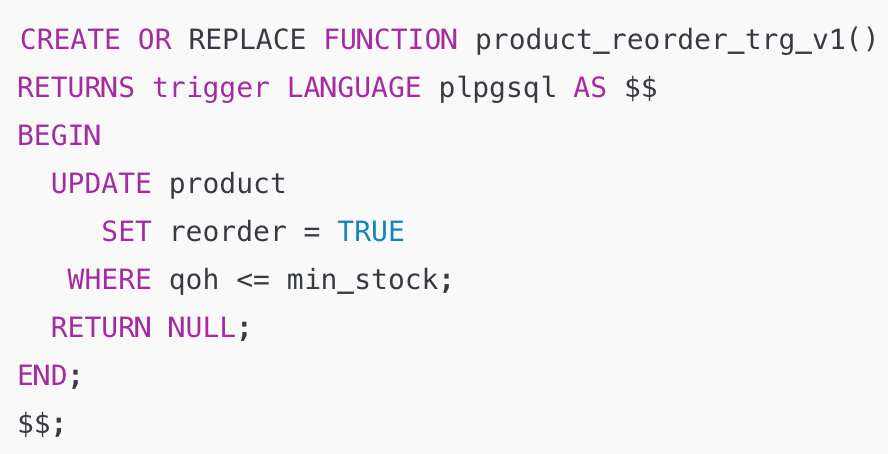 CREATE OR REPLACE FUNCTION product_reorder_trg_v1()
RETURNS trigger LANGUAGE plpgsql AS $$
BEGIN
  UPDATE product
     SET reorder = TRUE
   WHERE qoh <= min_stock;
  RETURN NULL;
END;
$$;